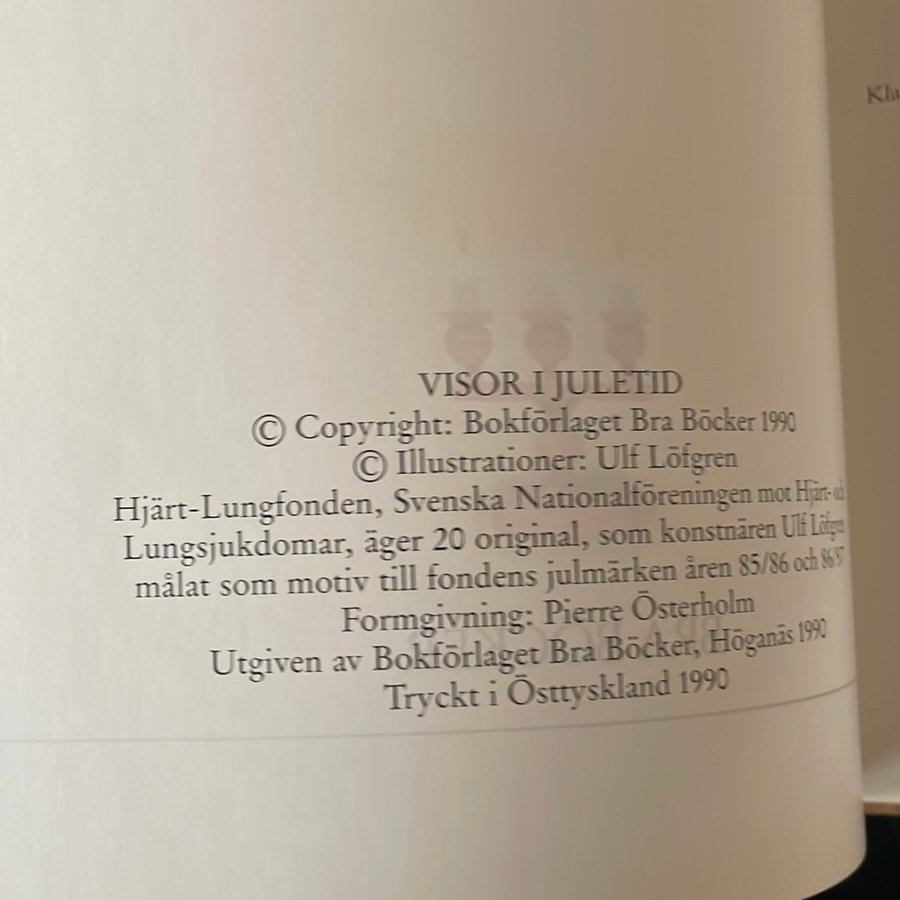 VISOR I JULETID
© Copyright: Bokförlaget Bra Böcker 1990
© Illustrationer: Ulf Löfgren
Hjärt-Lungfonden, Svenska Nationalföreningen mot Hjärt- och
Lungsjukdomar, äger 20 original, som konstnären Ulf Löfgren
målat som motiv till fondens julmärken åren 85/86 och 86/87
Formgivning: Pierre Österholm
Utgiven av Bokförlaget Bra Böcker, Höganäs 1990
Tryckt i Östtyskland 1990